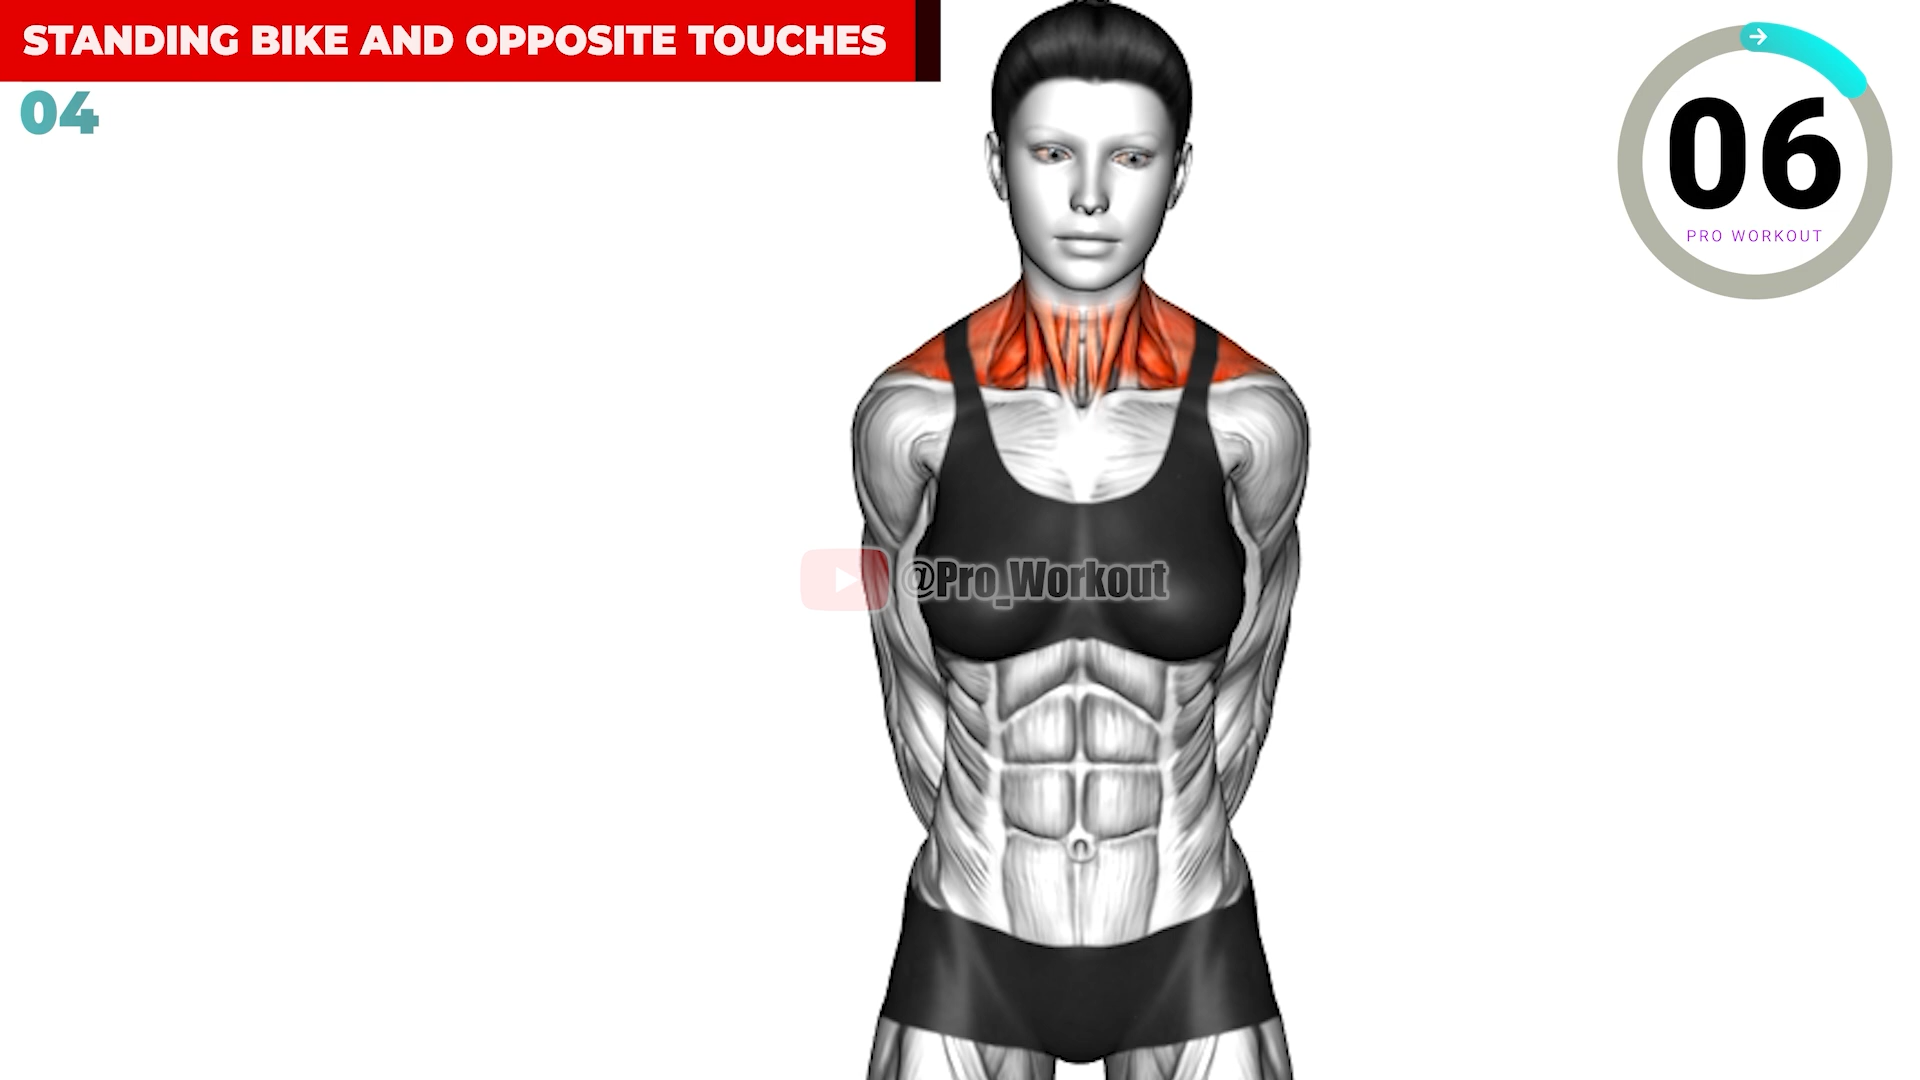 STANDING BIKE AND OPPOSITE TOUCHES
04
06
PRO WORKOUT
@Pro_Workout